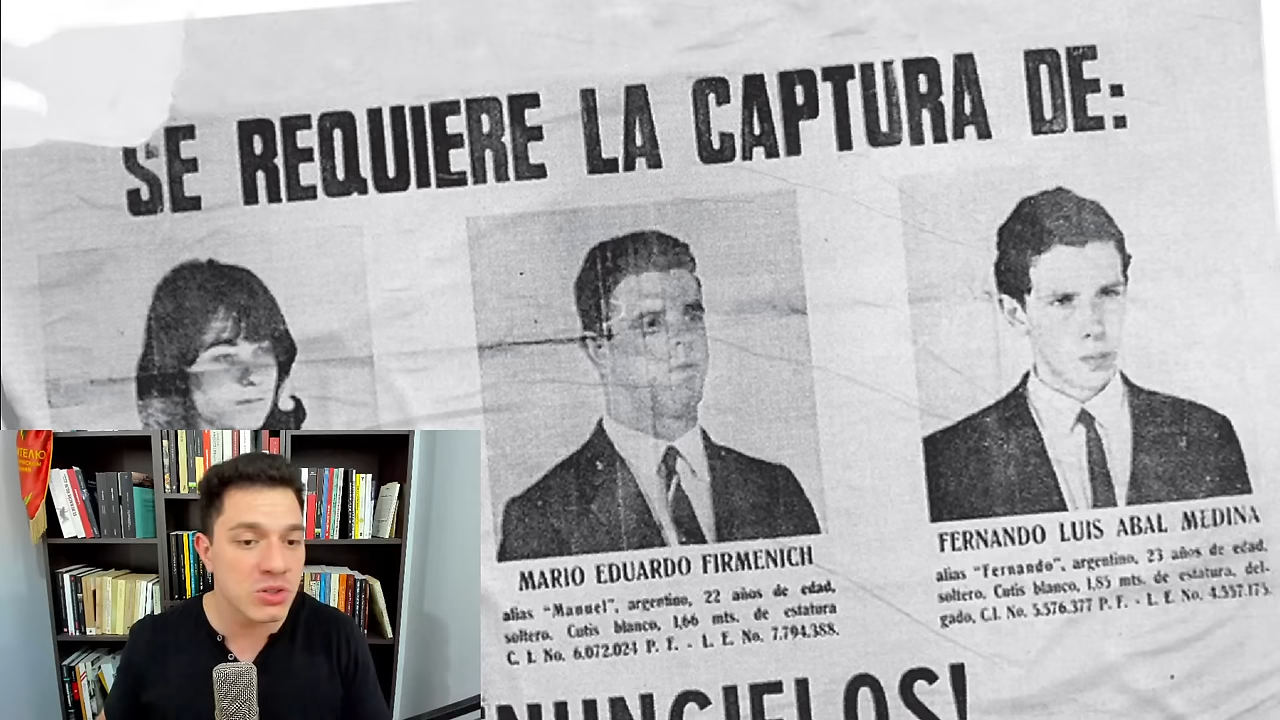 SE REQUIERE LA CAPTURA DE:
MARIO EDUARDO FIRMENICH
alias "Manuel", argentino, 22 años de edad,
soltero. Cutis blanco, 1,66 mts. de estatura
C. I. No. 6.072.024 P. F. - L. E. No. 7.794.388.
FERNANDO LUIS ABAL MEDINA
alias "Fernando", argentino, 23 años de edad,
soltero. Cutis blanco, 1,85 mts. de estatura, del-
gado, C.I. No. 5.576.377 P. F. - L. E. No. 4.557.175.
NUNCIELOS!